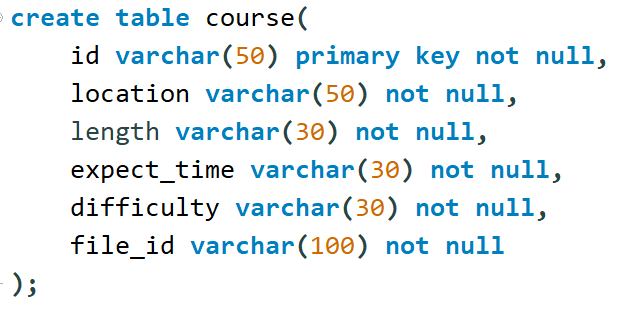 create table course(
    id varchar(50) primary key not null,
    location varchar(50) not null,
    length varchar(30) not null,
    expect_time varchar(30) not null,
    difficulty varchar(30) not null,
    file_id varchar(100) not null
);